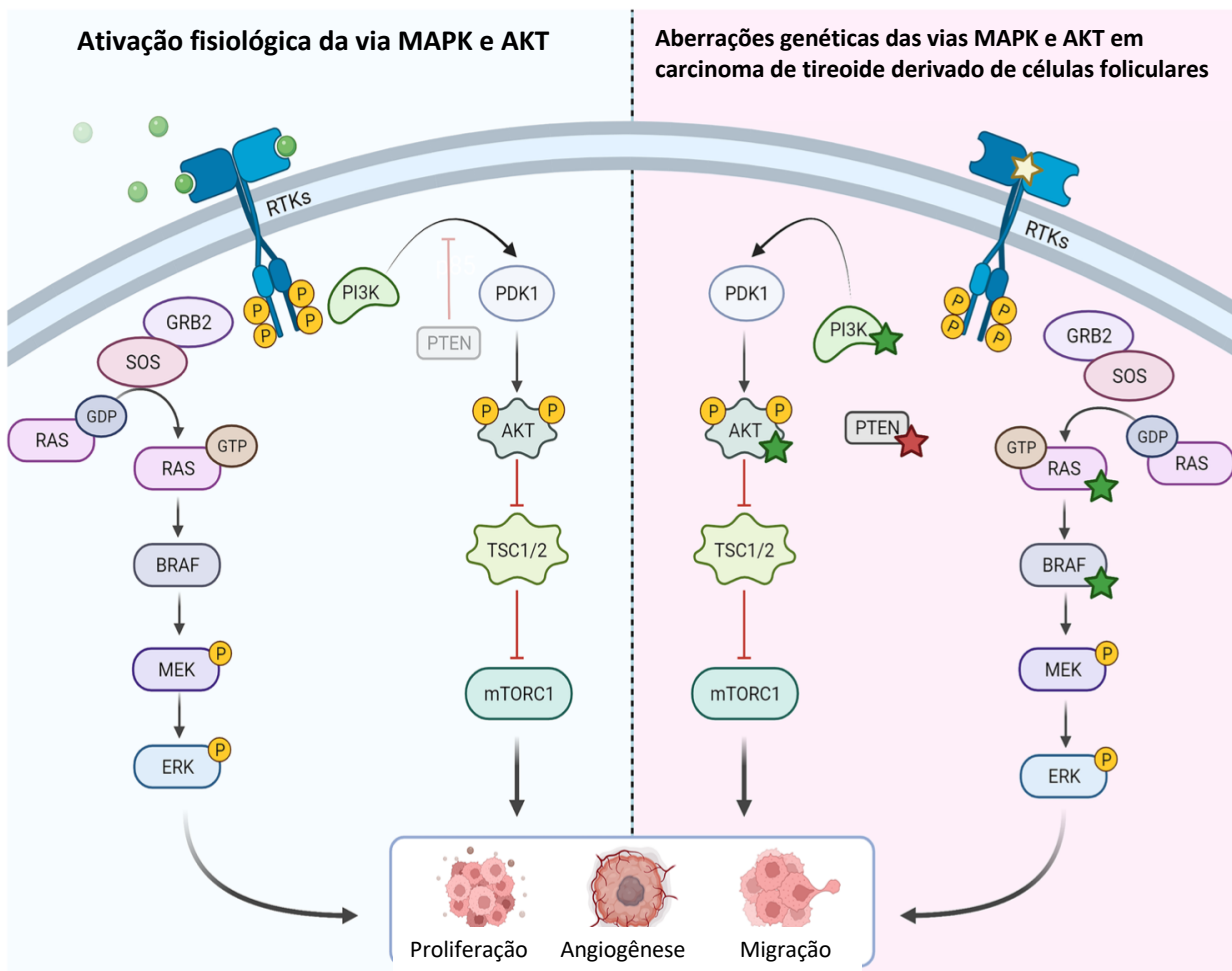 Ativação fisiológica da via MAPK e AKT
Aberrações genéticas das vias MAPK e AKT em
carcinoma de tireoide derivado de células foliculares
RTKs
P
P
P
P
PI3K
PDK1
PTEN
GRB2
SOS
GDP
RAS
GTP
RAS
P
P
AKT
BRAF
TSC1/2
MEK
P
mTORC1
ERK
P
RTKs
P
P
P
P
PDK1
PI3K
GRB2
SOS
P
P
AKT
PTEN
GDP
RAS
GTP
RAS
TSC1/2
BRAF
mTORC1
MEK
P
ERK
P
Proliferação
Angiogênese
Migração